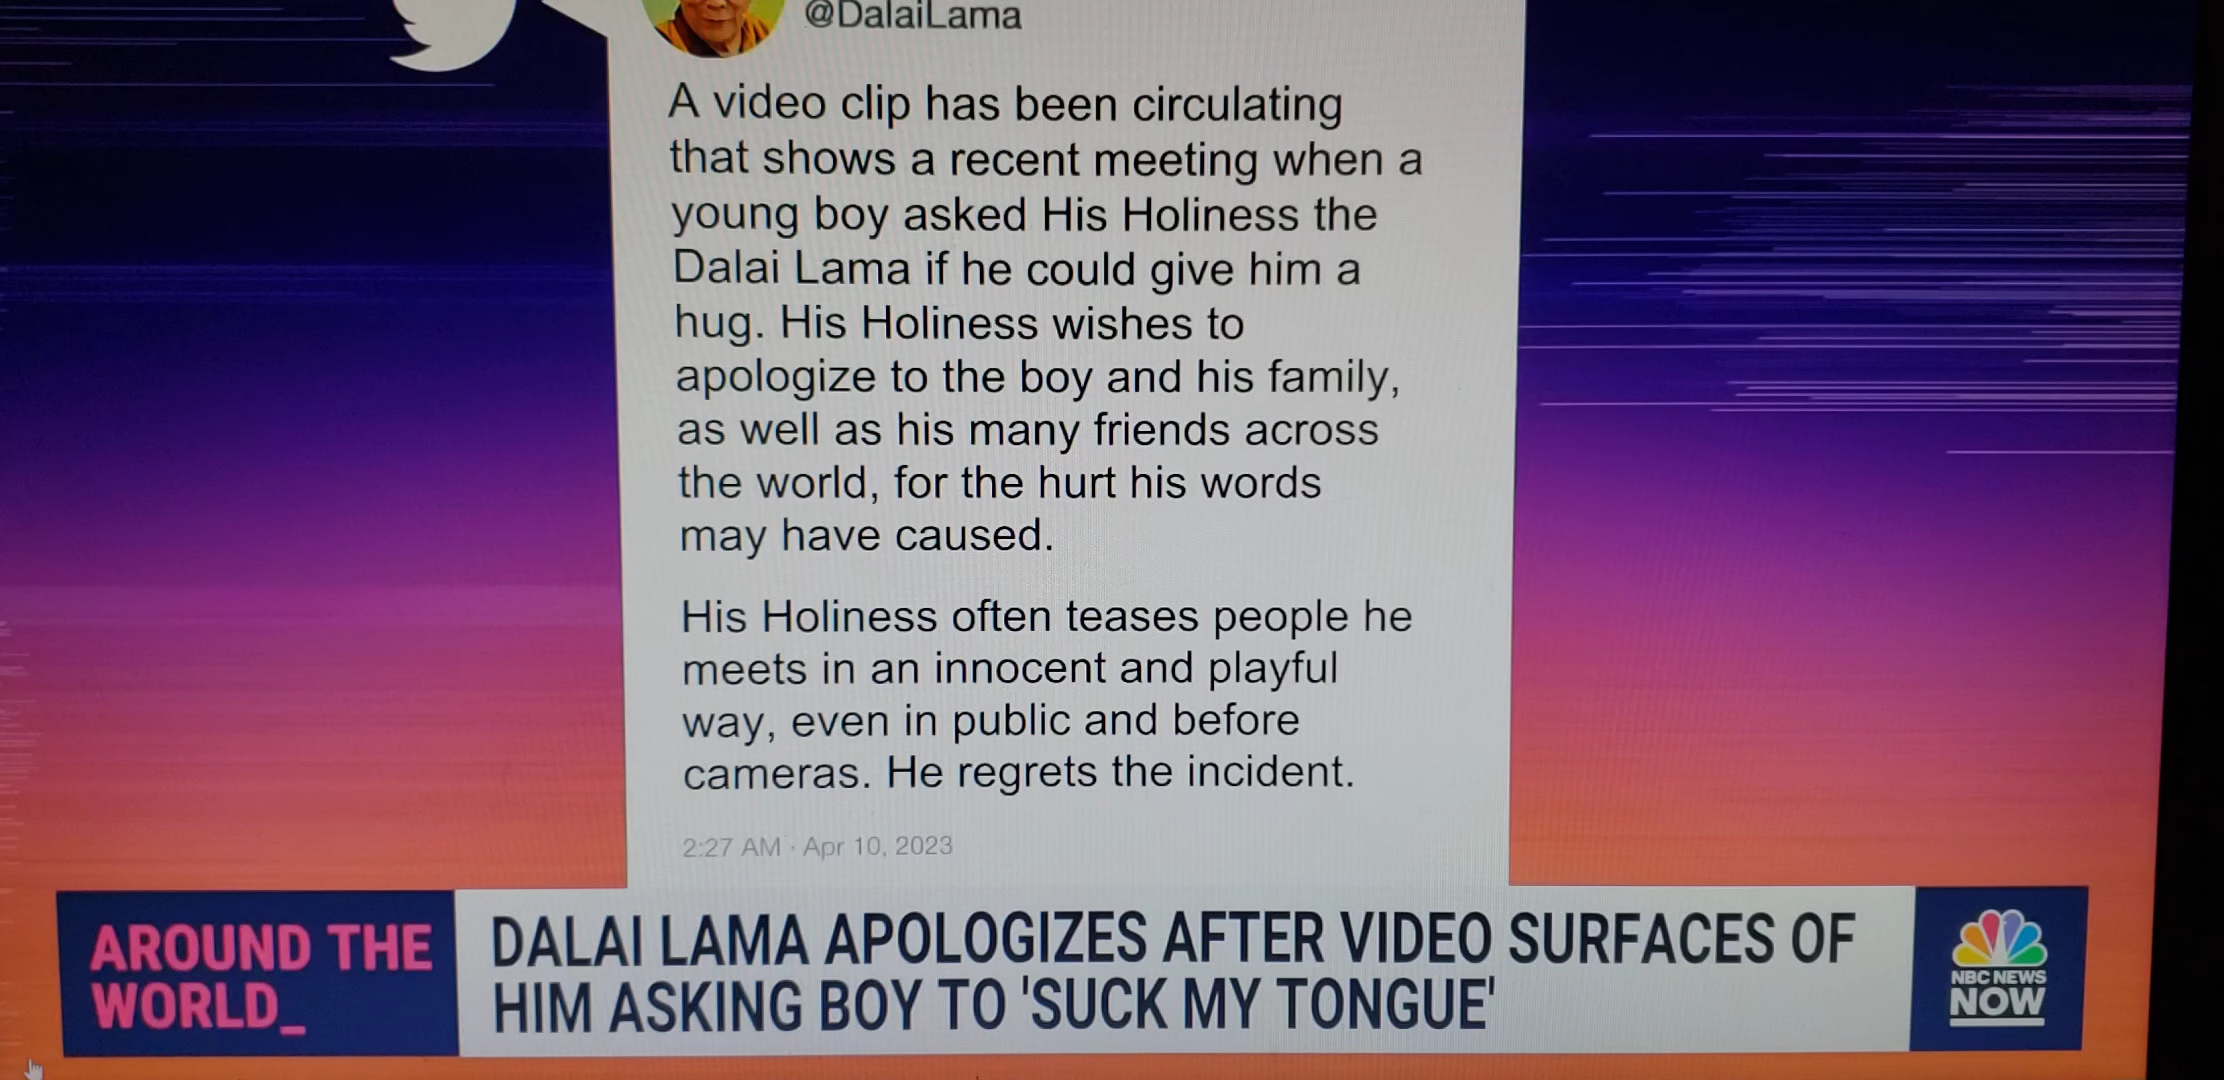 @DalaiLama
A video clip has been circulating
that shows a recent meeting when a
young boy asked His Holiness the
Dalai Lama if he could give him a
hug. His Holiness wishes to
apologize to the boy and his family,
as well as his many friends across
the world, for the hurt his words
may have caused.
His Holiness often teases people he
meets in an innocent and playful
way, even in public and before
cameras. He regrets the incident.
2:27 AM · Apr 10, 2023
AROUND THE
WORLD_
DALAI LAMA APOLOGIZES AFTER VIDEO SURFACES OF
HIM ASKING BOY TO 'SUCK MY TONGUE'
NBC NEWS
NOW